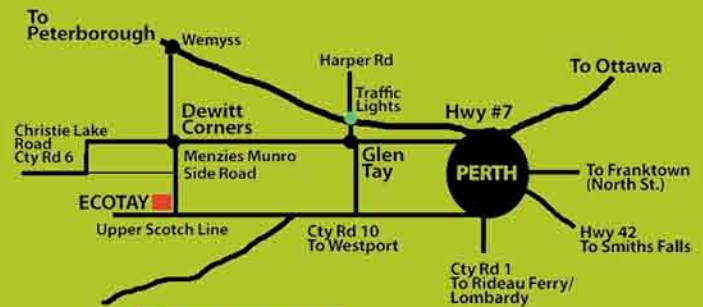 To
Peterborough
Wemyss
Harper Rd
Traffic
Lights
To Ottawa
Hwy #7
Christie Lake
Road
Cty Rd 6
Dewitt
Corners
Menzies Munro
Side Road
Glen
Tay
PERTH
To Franktown
(North St.)
ECOTAY
Upper Scotch Line
Cty Rd 10
To Westport
Hwy 42
To Smiths Falls
Cty Rd 1
To Rideau Ferry/
Lombardy